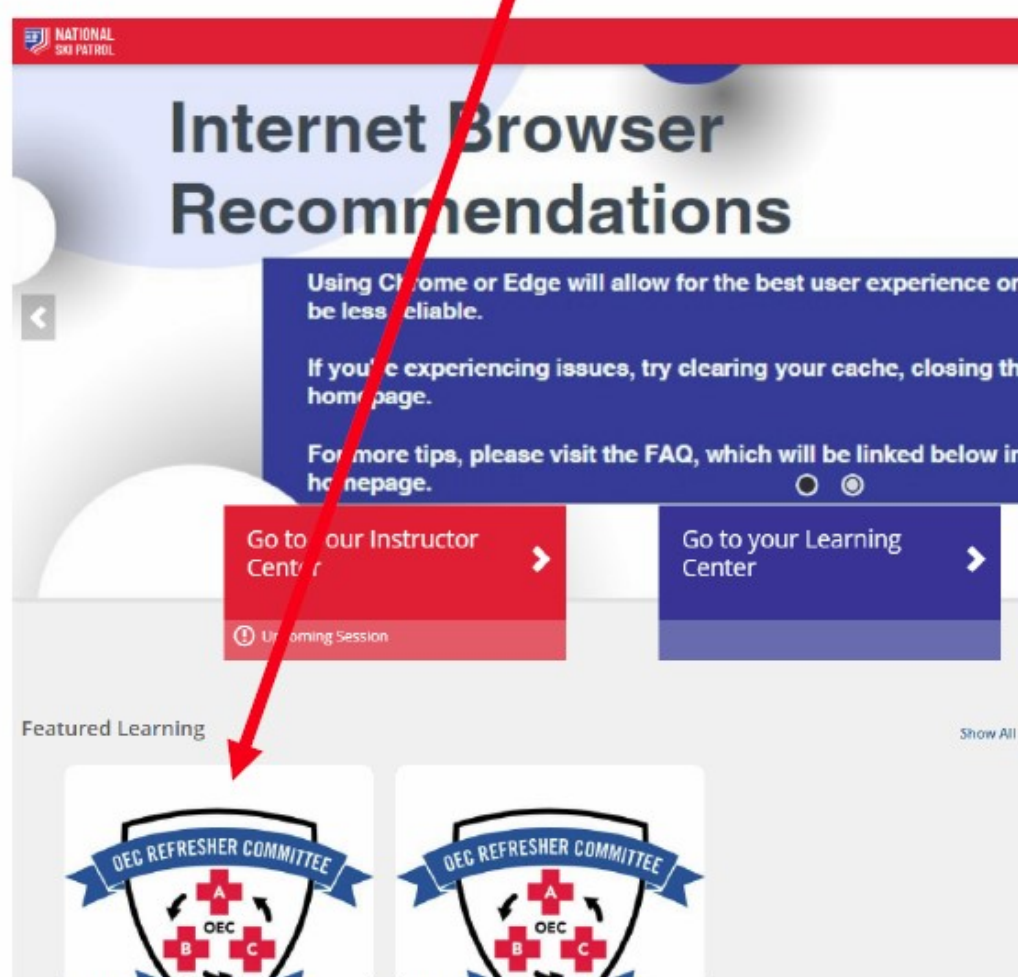 NATIONAL
SKI PATROL
Internet Browser
Recommendations
Using Chrome or Edge will allow for the best user experience or
be less reliable.
If you're experiencing issues, try clearing your cache, closing th
homepage.
For more tips, please visit the FAQ, which will be linked below in
homepage.
Go to your Instructor
Center
Upcoming Session
Go to your Learning
Center
Featured Learning
Show All
OEC REFRESHER COMMITTEE
A
OEC
B C
OEC REFRESHER COMMITTEE
A
OEC
B C